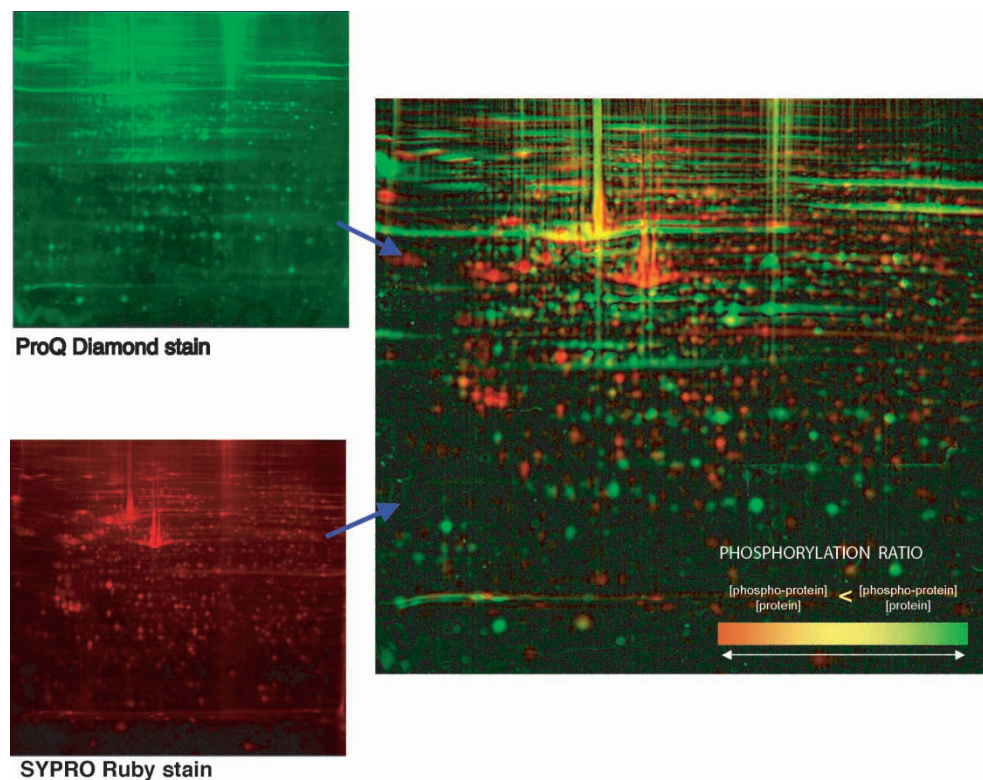 ProQ Diamond stain
SYPRO Ruby stain
PHOSPHORYLATION RATIO
[phospho-protein] < [phospho-protein]
[protein] [protein]